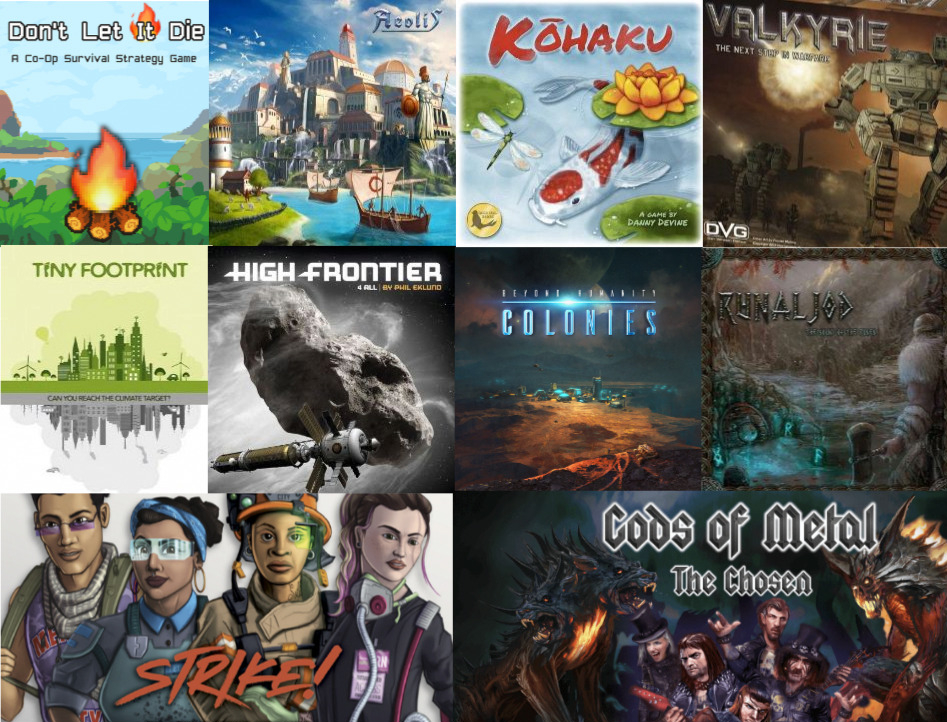 Don't Let It Die
A Co-Op Survival Strategy Game
Aeolis
KŌHAKU
A GAME BY
DANNY DEVINE
VALKYRIE
THE NEXT STEP IN WARFARE
DVG
TINY FOOTPRINT
CAN YOU REACH THE CLIMATE TARGET?
HIGH FRONTIER
4 ALL | BY PHIL EKLUND
BEYOND HUMANITY
COLONIES
RUNALJOD
STRIKE!
Gods of Metal
The Chosen